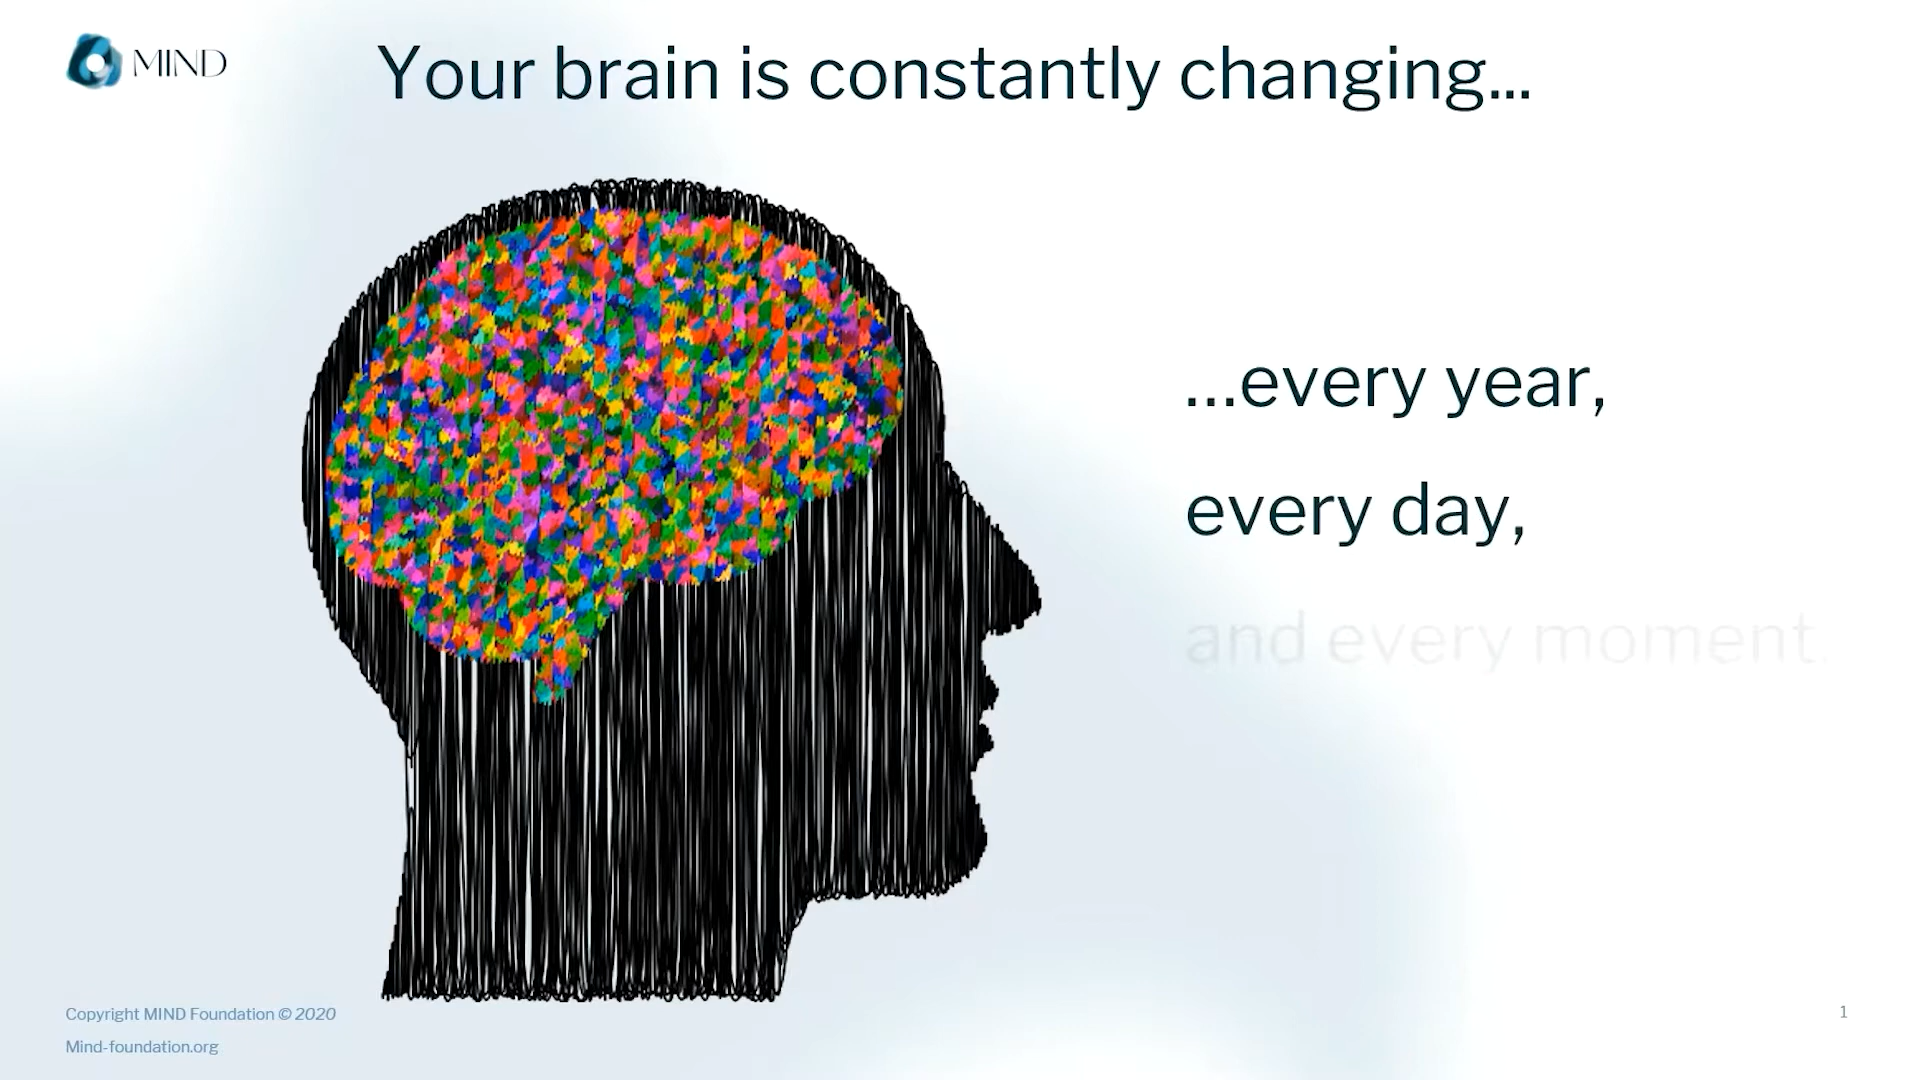 MIND
Your brain is constantly changing...
...every year,
every day,
and every moment.
Copyright MIND Foundation © 2020
Mind-foundation.org
1